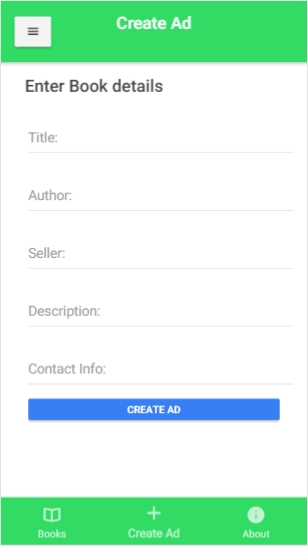 Create Ad
Enter Book details
Title:
Author:
Seller:
Description:
Contact Info:
CREATE AD
Books
Create Ad
About